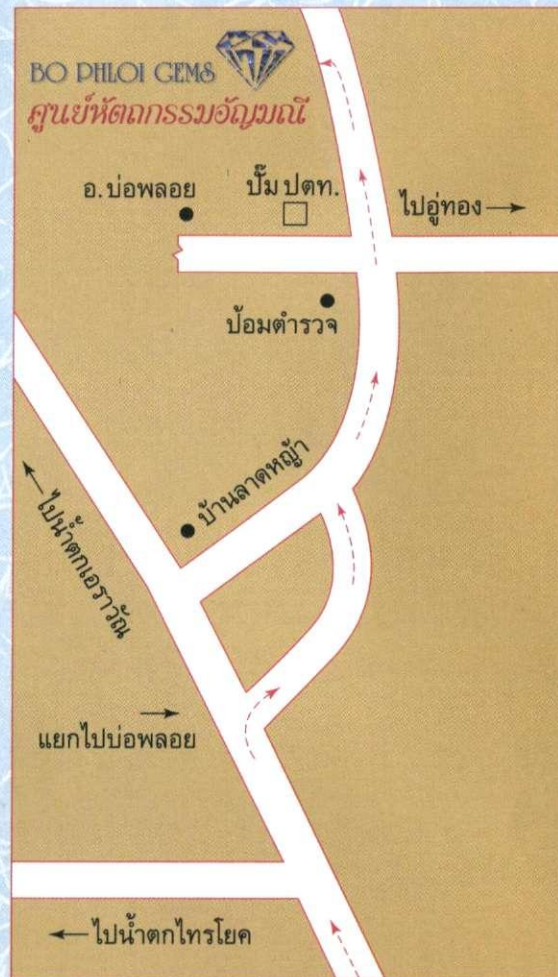 BO PHLOI GEMS
ศูนย์หัตถกรรมอัญมณี
อ.บ่อพลอย
ปั๊ม ปตท.
ไปอู่ทอง
ป้อมตำรวจ
บ้านลาดหญ้า
ไปน้ำตกเอราวัณ
แยกไปบ่อพลอย
ไปน้ำตกไทรโยค